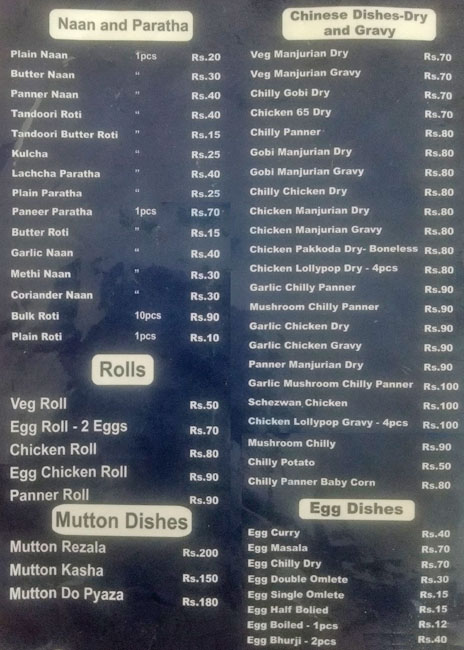 Naan and Paratha
Plain Naan 1pcs Rs.20
Butter Naan " Rs.30
Panner Naan " Rs.40
Tandoori Roti " Rs.40
Tandoori Butter Roti " Rs.15
Kulcha " Rs.25
Lachcha Paratha " Rs.40
Plain Paratha " Rs.25
Paneer Paratha 1pcs Rs.70
Butter Roti " Rs.15
Garlic Naan " Rs.40
Methi Naan " Rs.30
Coriander Naan " Rs.30
Bulk Roti 10pcs Rs.90
Plain Roti 1pcs Rs.10
Rolls
Veg Roll Rs.50
Egg Roll - 2 Eggs Rs.70
Chicken Roll Rs.80
Egg Chicken Roll Rs.90
Panner Roll Rs.90
Mutton Dishes
Mutton Rezala Rs.200
Mutton Kasha Rs.150
Mutton Do Pyaza Rs.180
Chinese Dishes-Dry
and Gravy
Veg Manjurian Dry Rs.70
Veg Manjurian Gravy Rs.70
Chilly Gobi Dry Rs.70
Chicken 65 Dry Rs.70
Chilly Panner Rs.80
Gobi Manjurian Dry Rs.80
Gobi Manjurian Gravy Rs.80
Chilly Chicken Dry Rs.80
Chicken Manjurian Dry Rs.80
Chicken Manjurian Gravy Rs.80
Chicken Pakkoda Dry- Boneless Rs.80
Chicken Lollypop Dry - 4pcs Rs.80
Garlic Chilly Panner Rs.90
Mushroom Chilly Panner Rs.90
Garlic Chicken Dry Rs.90
Garlic Chicken Gravy Rs.90
Panner Manjurian Dry Rs.90
Garlic Mushroom Chilly Panner Rs.100
Schezwan Chicken Rs.100
Chicken Lollypop Gravy - 4pcs Rs.100
Mushroom Chilly Rs.90
Chilly Potato Rs.50
Chilly Panner Baby Corn Rs.80
Egg Dishes
Egg Curry Rs.40
Egg Masala Rs.70
Egg Chilly Dry Rs.70
Egg Double Omlete Rs.30
Egg Single Omlete Rs.15
Egg Half Bolied Rs.15
Egg Boiled - 1pcs Rs.12
Egg Bhurji - 2pcs Rs.40